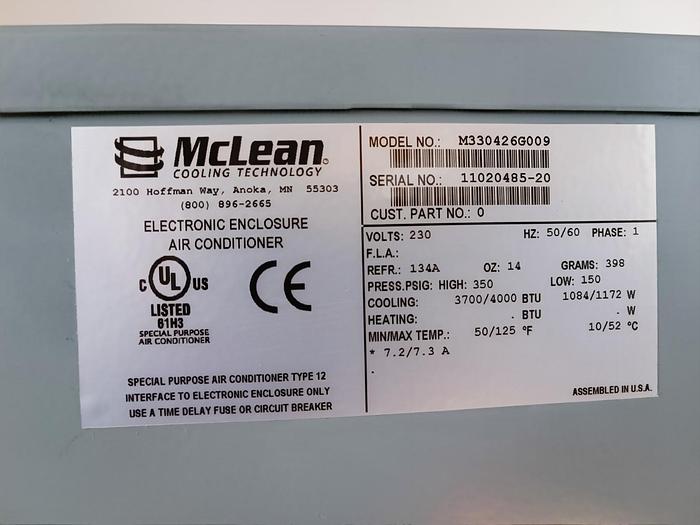 McLean
COOLING TECHNOLOGY
2100 Hoffman Way, Anoka, MN 55303
(800) 896-2665
ELECTRONIC ENCLOSURE
AIR CONDITIONER
C UL US
LISTED
61H3
SPECIAL PURPOSE
AIR CONDITIONER
CE
SPECIAL PURPOSE AIR CONDITIONER TYPE 12
INTERFACE TO ELECTRONIC ENCLOSURE ONLY
USE A TIME DELAY FUSE OR CIRCUIT BREAKER
MODEL NO.: M330426G009
SERIAL NO.: 11020485-20
CUST. PART NO.: 0
VOLTS: 230 HZ: 50/60 PHASE: 1
F.L.A.:
REFR.: 134A OZ: 14 GRAMS: 398
PRESS.PSIG: HIGH: 350 LOW: 150
COOLING: 3700/4000 BTU 1084/1172 W
HEATING: . BTU . W
MIN/MAX TEMP.: 50/125 °F 10/52 °C
* 7.2/7.3 A
.
ASSEMBLED IN U.S.A.